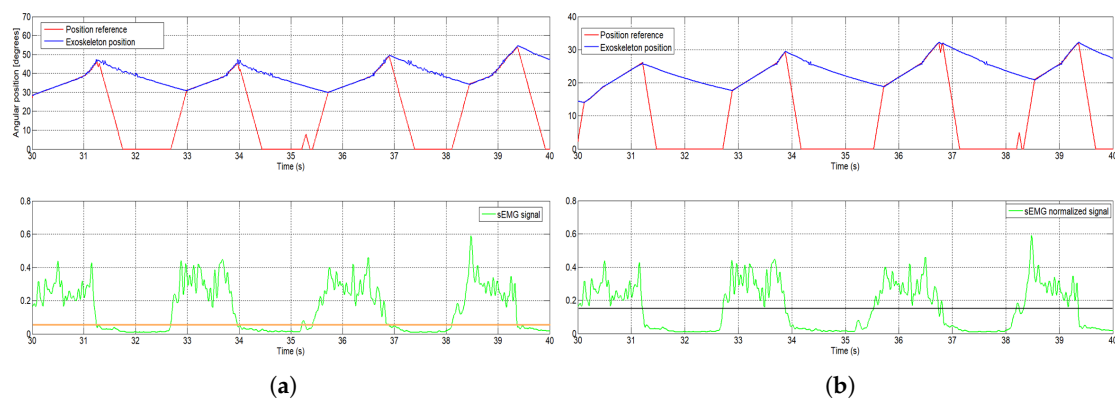 70
60
50
40
30
20
10
0
Angular position [degrees]
Position reference
Exoskeleton position
30 31 32 33 34 35 36 37 38 39 40
Time (s)
0.8
0.6
0.4
0.2
0
sEMG signal
30 31 32 33 34 35 36 37 38 39 40
Time (s)
(a)
40
30
20
10
0
Position reference
Exoskeleton position
30 31 32 33 34 35 36 37 38 39 40
Time (s)
0.8
0.6
0.4
0.2
0
sEMG normalized signal
30 31 32 33 34 35 36 37 38 39 40
Time (s)
(b)